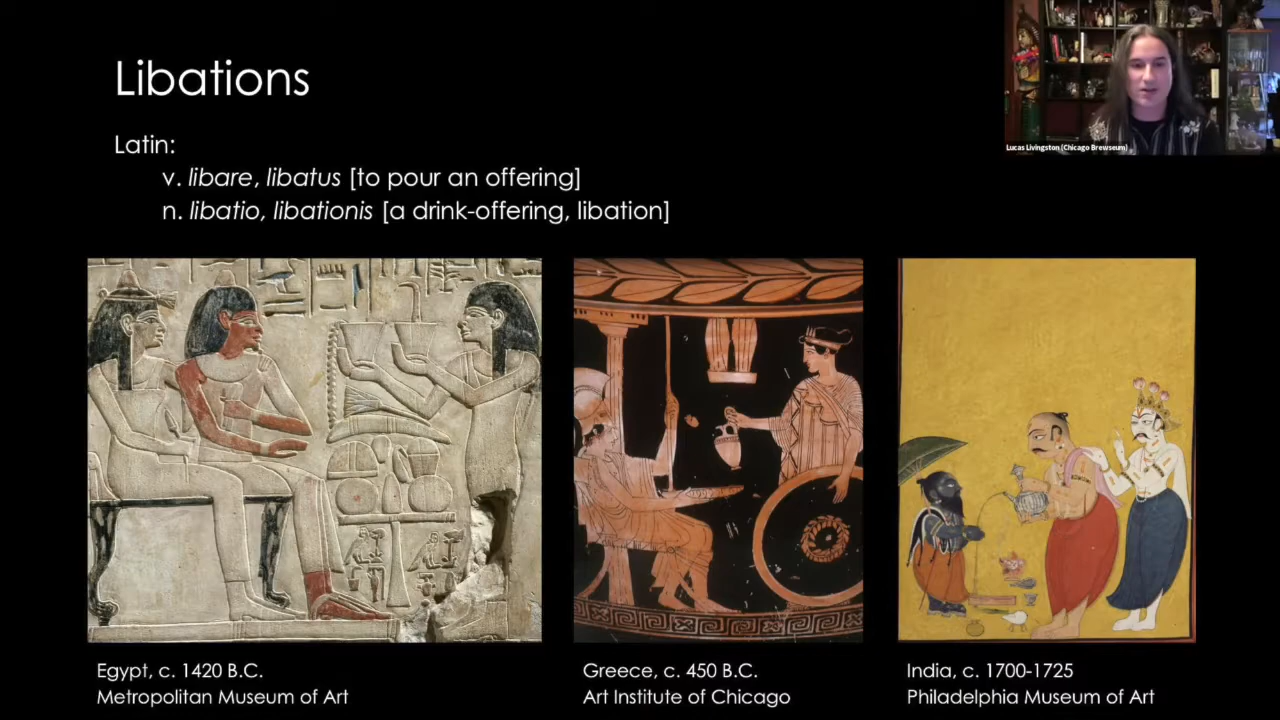 Libations
Lucas Livingston (Chicago Brewseum)
Latin:
v. libare, libatus [to pour an offering]
n. libatio, libationis [a drink-offering, libation]
Egypt, c. 1420 B.C.
Metropolitan Museum of Art
Greece, c. 450 B.C.
Art Institute of Chicago
India, c. 1700-1725
Philadelphia Museum of Art